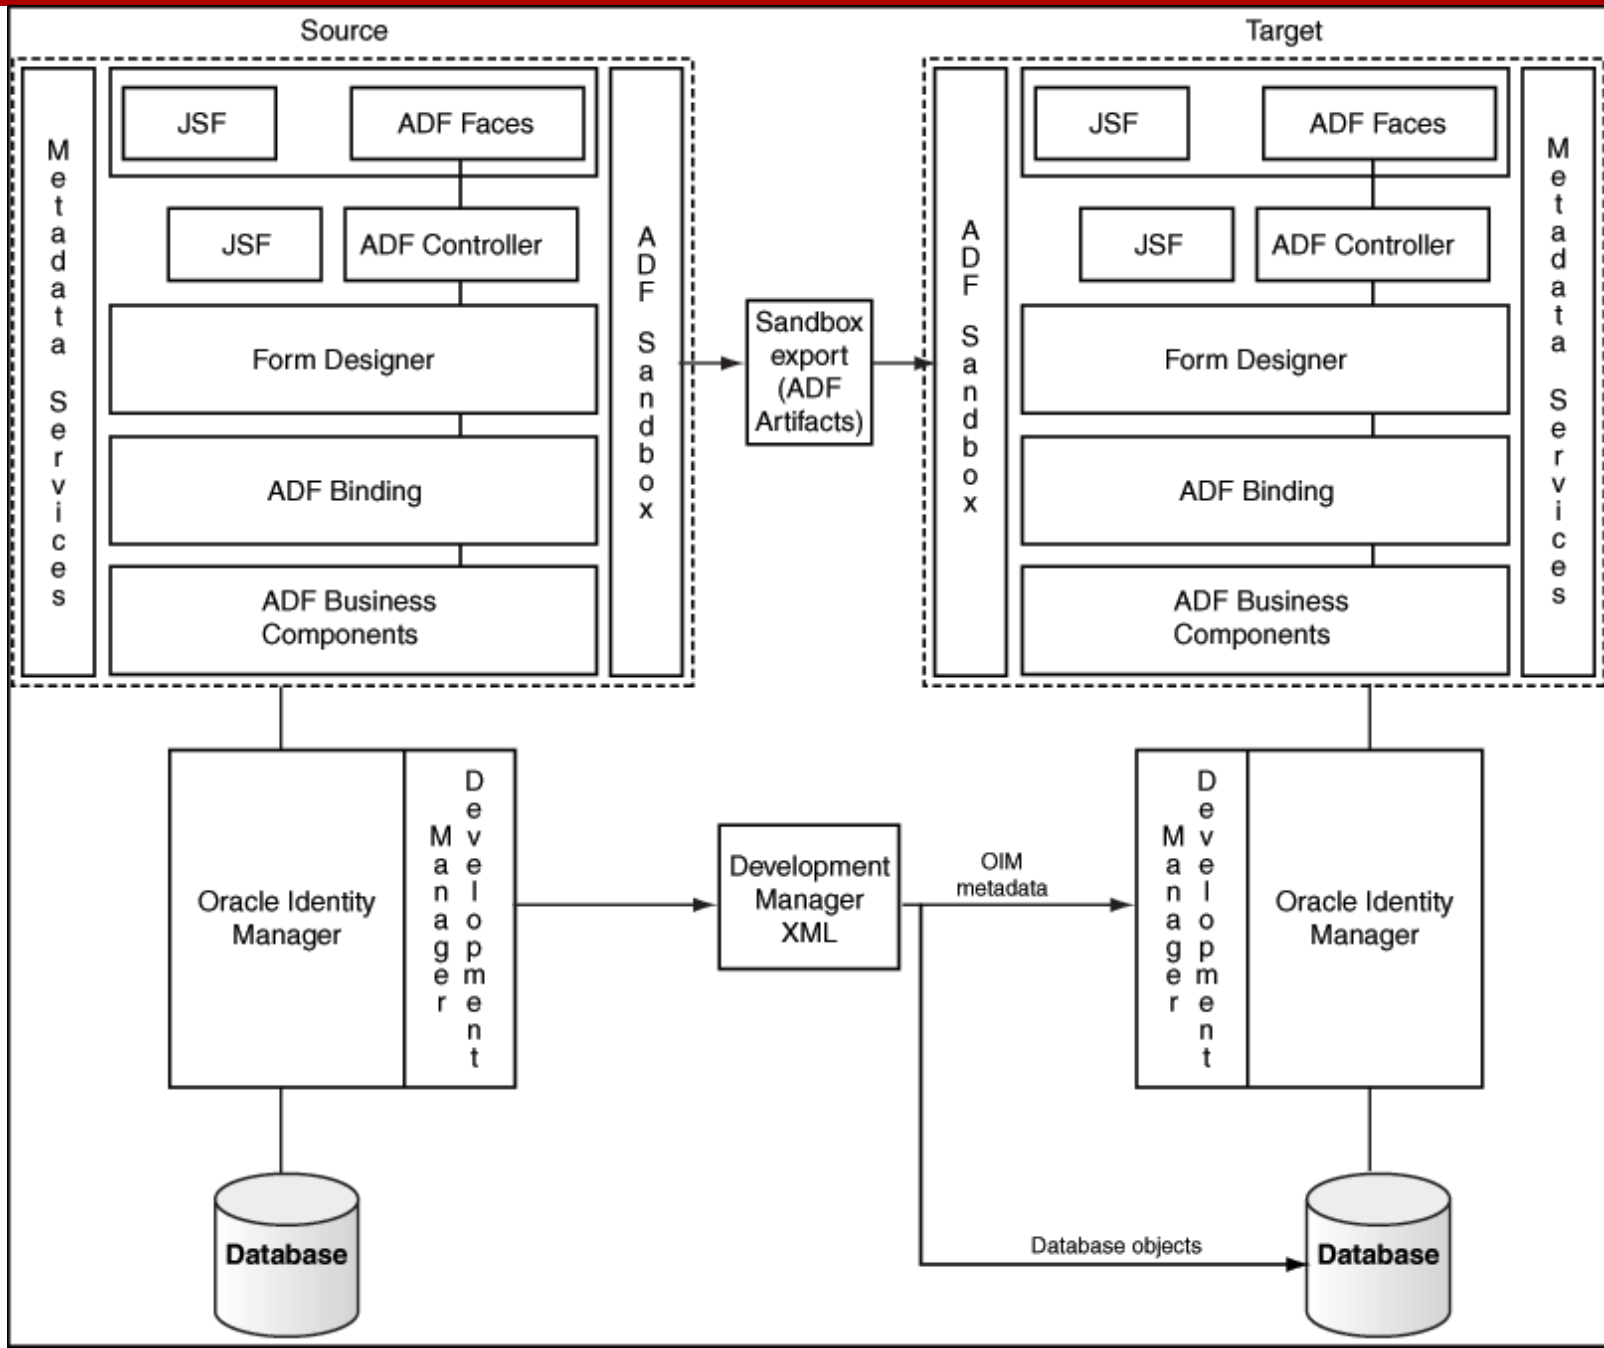 Source
Target
Metadata Services
JSF
ADF Faces
JSF
ADF Controller
Form Designer
ADF Binding
ADF Business
Components
ADF Sandbox
Sandbox
export
(ADF
Artifacts)
ADF Sandbox
JSF
ADF Faces
JSF
ADF Controller
Form Designer
ADF Binding
ADF Business
Components
Metadata Services
Oracle Identity
Manager
Development
Manager
Development
Manager
XML
OIM
metadata
Development
Manager
Oracle Identity
Manager
Database
Database objects
Database